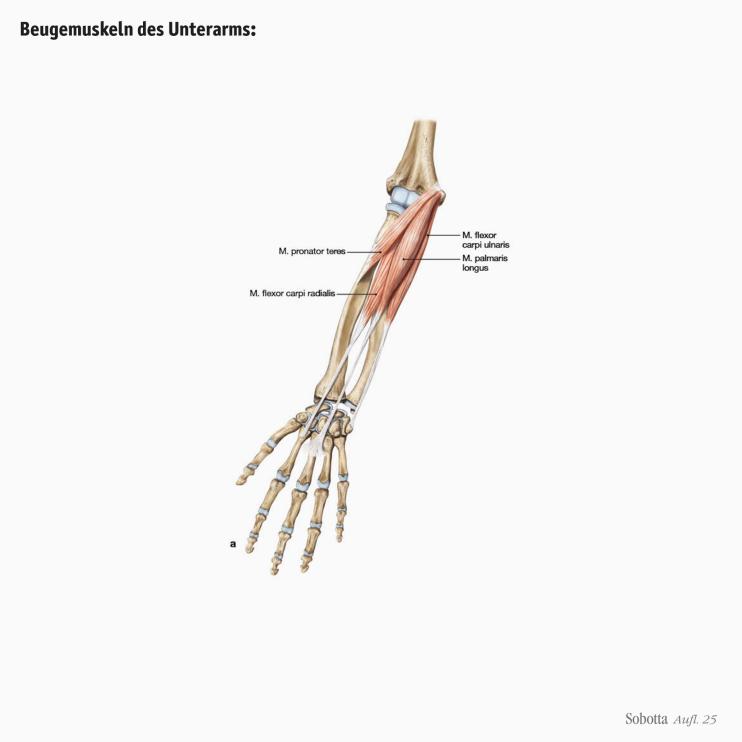 Beugemuskeln des Unterarms:
M. flexor
carpi ulnaris
M. pronator teres
M. palmaris
longus
M. flexor carpi radialis
a
Sobotta Aufl. 25